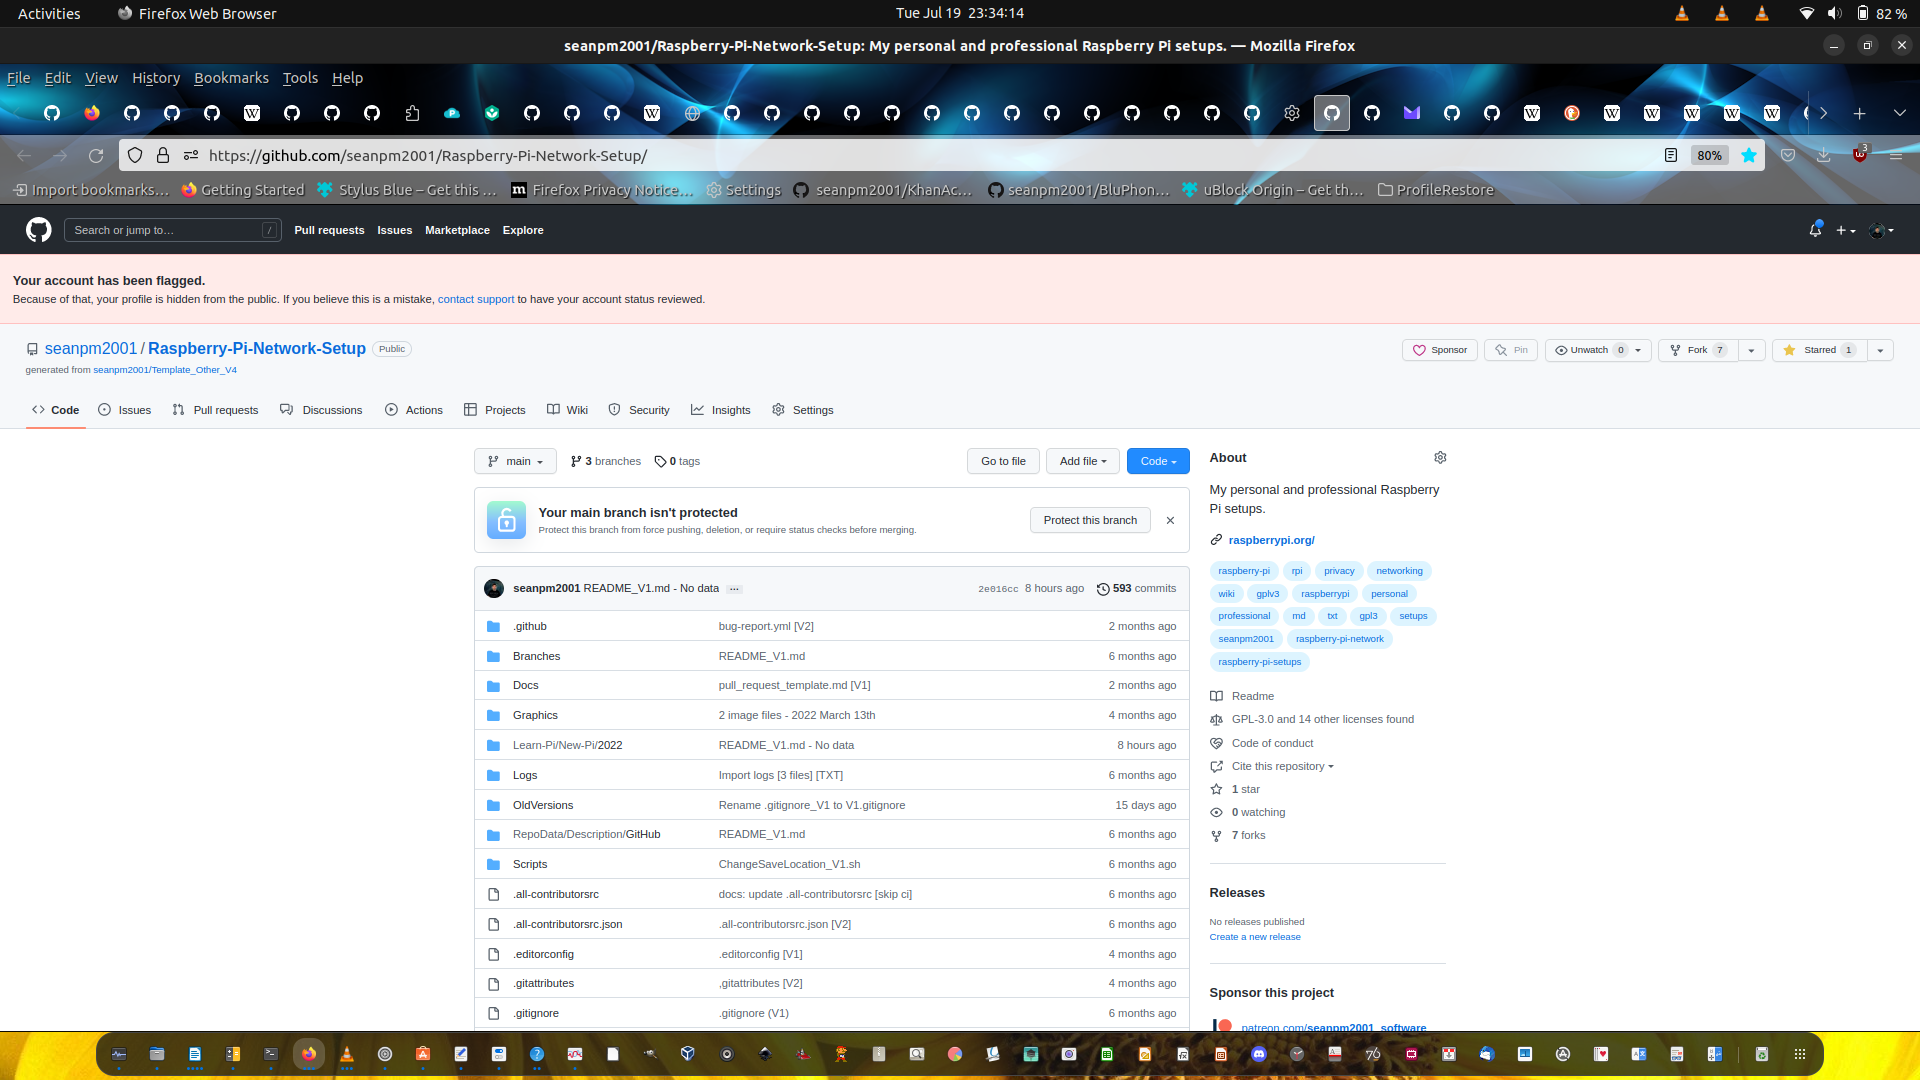 Activities
Firefox Web Browser
Tue Jul 19 23:34:14
82 %
seanpm2001/Raspberry-Pi-Network-Setup: My personal and professional Raspberry Pi setups. — Mozilla Firefox
File Edit View History Bookmarks Tools Help
https://github.com/seanpm2001/Raspberry-Pi-Network-Setup/
80%
3
Import bookmarks… Getting Started Stylus Blue – Get this … Firefox Privacy Notice… Settings seanpm2001/KhanAc… seanpm2001/BluPhon… uBlock Origin – Get th… ProfileRestore
Search or jump to… /
Pull requests Issues Marketplace Explore
Your account has been flagged.
Because of that, your profile is hidden from the public. If you believe this is a mistake, contact support to have your account status reviewed.
seanpm2001 / Raspberry-Pi-Network-Setup Public
Sponsor Pin Unwatch 0 Fork 7 Starred 1
generated from seanpm2001/Template_Other_V4
Code Issues Pull requests Discussions Actions Projects Wiki Security Insights Settings
main 3 branches 0 tags Go to file Add file Code
Your main branch isn't protected
Protect this branch from force pushing, deletion, or require status checks before merging.
Protect this branch
seanpm2001 README_V1.md - No data … 2e016cc 8 hours ago 593 commits
.github bug-report.yml [V2] 2 months ago
Branches README_V1.md 6 months ago
Docs pull_request_template.md [V1] 2 months ago
Graphics 2 image files - 2022 March 13th 4 months ago
Learn-Pi/New-Pi/2022 README_V1.md - No data 8 hours ago
Logs Import logs [3 files] [TXT] 6 months ago
OldVersions Rename .gitignore_V1 to V1.gitignore 15 days ago
RepoData/Description/GitHub README_V1.md 6 months ago
Scripts ChangeSaveLocation_V1.sh 6 months ago
.all-contributorsrc docs: update .all-contributorsrc [skip ci] 6 months ago
.all-contributorsrc.json .all-contributorsrc.json [V2] 6 months ago
.editorconfig .editorconfig [V1] 4 months ago
.gitattributes ,gitattributes [V2] 4 months ago
.gitignore .gitignore (V1) 6 months ago
About
My personal and professional Raspberry
Pi setups.
raspberrypi.org/
raspberry-pi rpi privacy networking
wiki gplv3 raspberrypi personal
professional md txt gpl3 setups
seanpm2001 raspberry-pi-network
raspberry-pi-setups
Readme
GPL-3.0 and 14 other licenses found
Code of conduct
Cite this repository
1 star
0 watching
7 forks
Releases
No releases published
Create a new release
Sponsor this project
patreon.com/seanpm2001_software